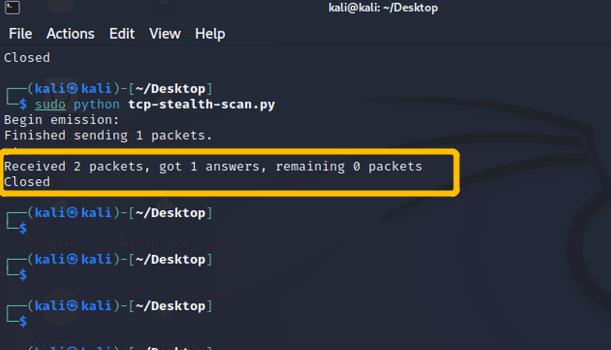 kali@kali: ~/Desktop
File Actions Edit View Help
Closed
┌──(kali㉿kali)-[~/Desktop]
└─$ sudo python tcp-stealth-scan.py
Begin emission:
Finished sending 1 packets.
Received 2 packets, got 1 answers, remaining 0 packets
Closed
┌──(kali㉿kali)-[~/Desktop]
└─$
┌──(kali㉿kali)-[~/Desktop]
└─$
┌──(kali㉿kali)-[~/Desktop]
└─$
┌──(kali㉿kali)-[~/Desktop]